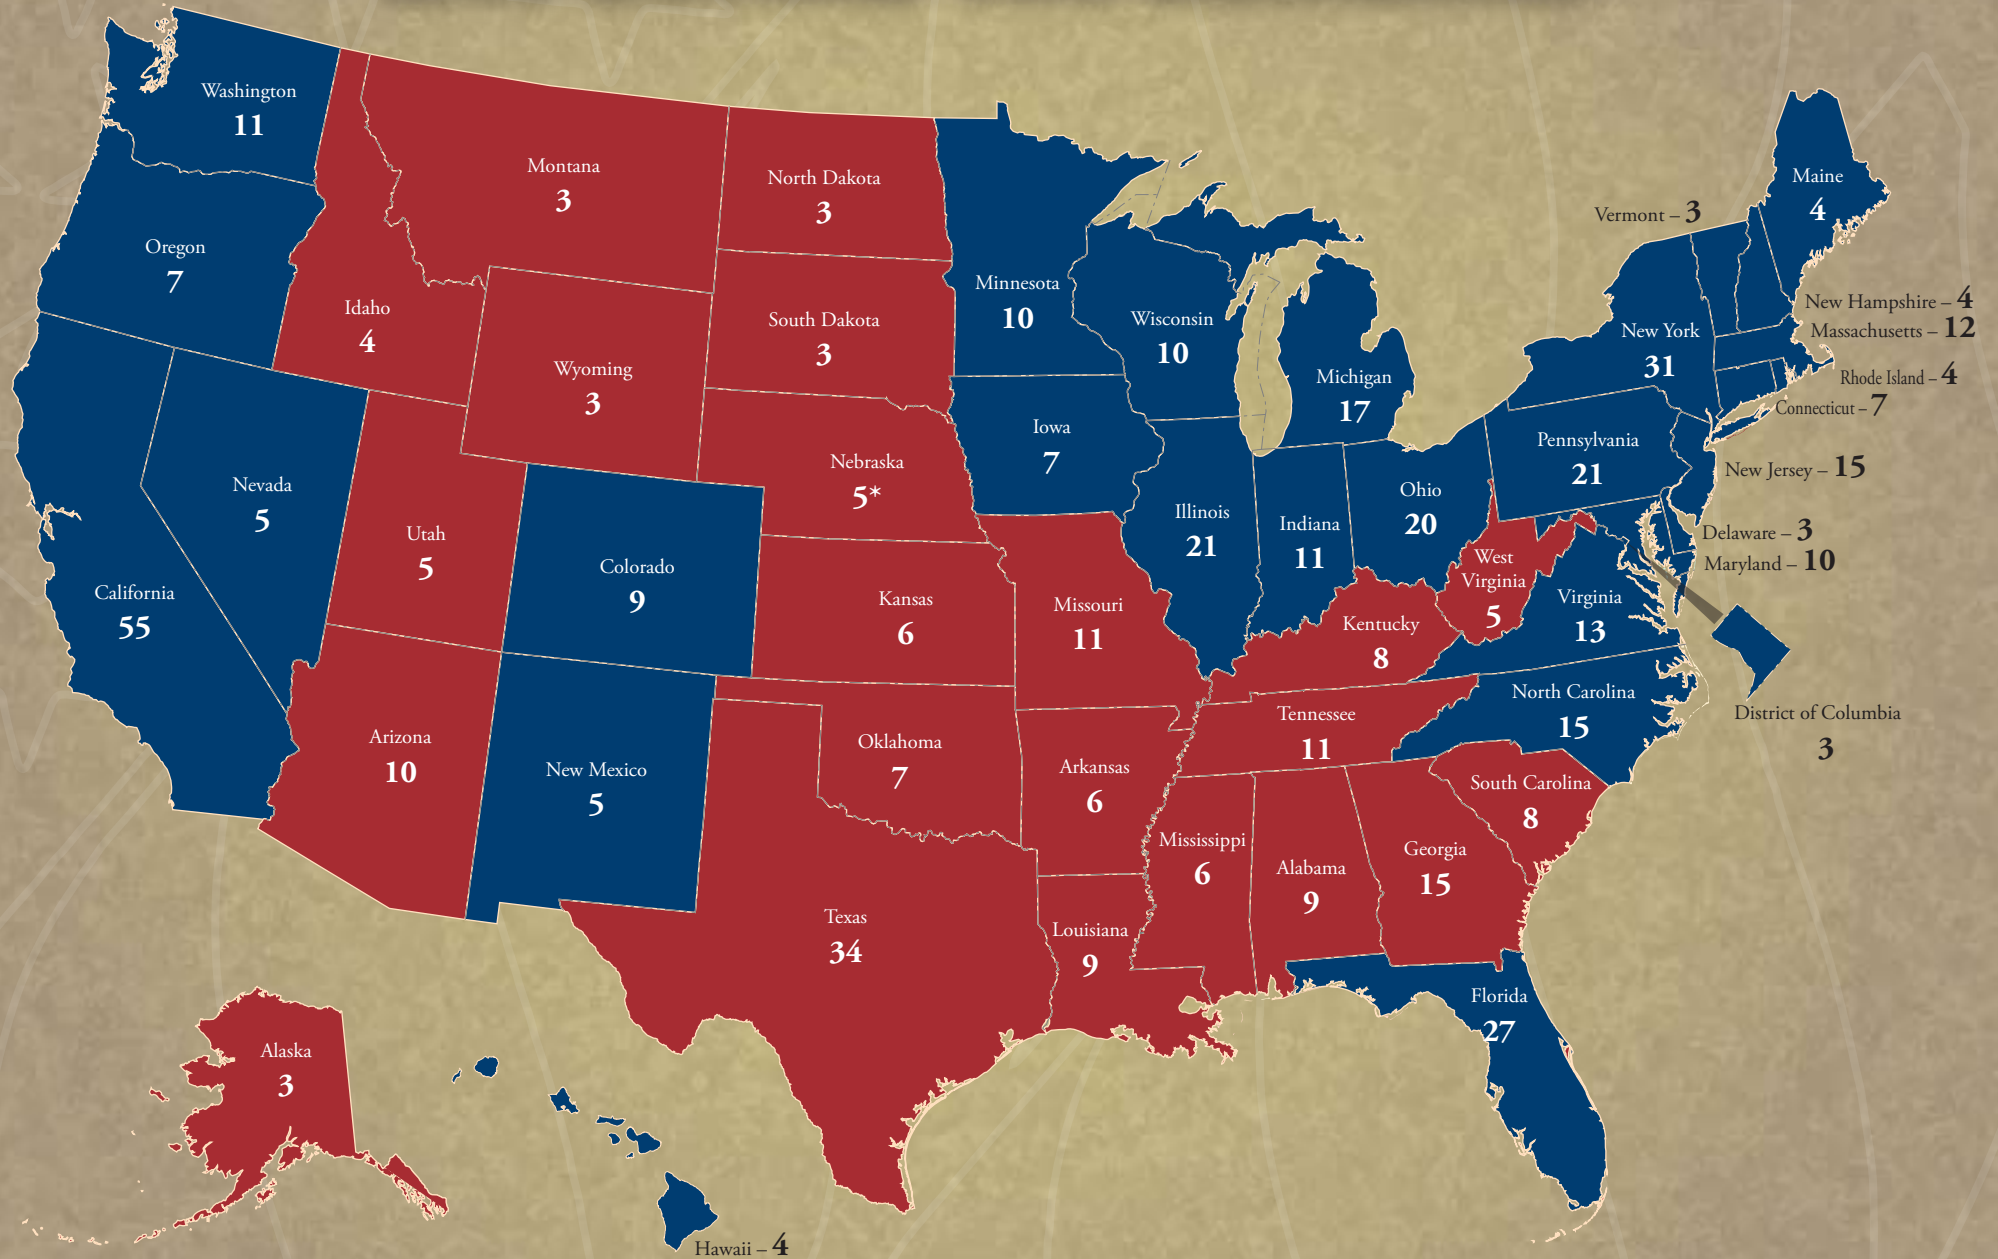 Washington
11
Oregon
7
California
55
Nevada
5
Idaho
4
Montana
3
Wyoming
3
Utah
5
Arizona
10
Colorado
9
New Mexico
5
North Dakota
3
South Dakota
3
Nebraska
5*
Kansas
6
Oklahoma
7
Texas
34
Minnesota
10
Iowa
7
Missouri
11
Arkansas
6
Louisiana
9
Wisconsin
10
Illinois
21
Michigan
17
Indiana
11
Ohio
20
Kentucky
8
Tennessee
11
Mississippi
6
Alabama
9
Georgia
15
Florida
27
South Carolina
8
North Carolina
15
Virginia
13
West
Virginia
5
Pennsylvania
21
New York
31
Vermont – 3
Maine
4
New Hampshire – 4
Massachusetts – 12
Rhode Island – 4
Connecticut – 7
New Jersey – 15
Delaware – 3
Maryland – 10
District of Columbia
3
Alaska
3
Hawaii – 4